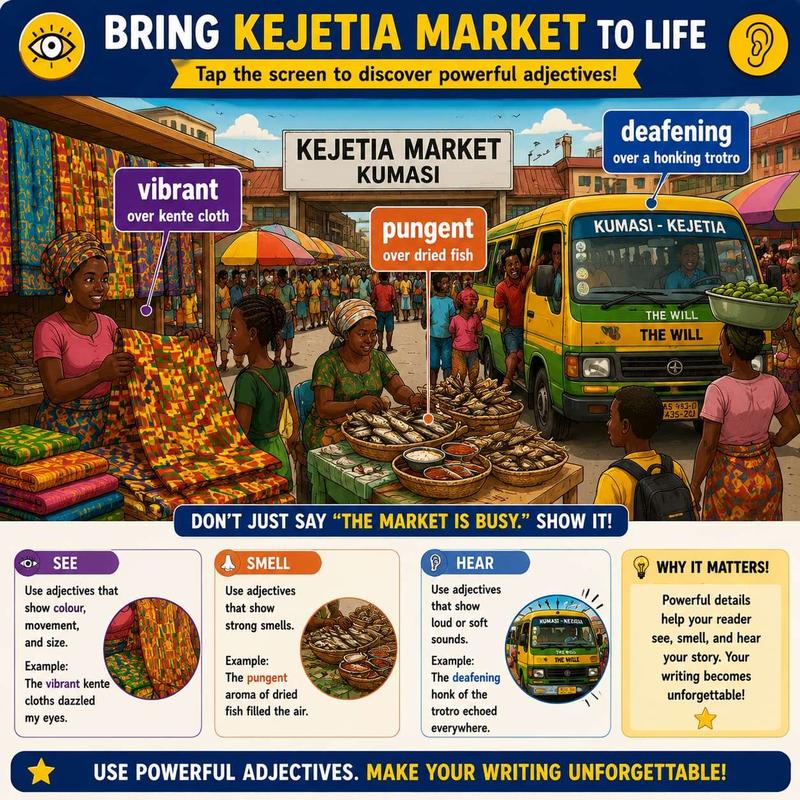 BRING KEJETIA MARKET TO LIFE
Tap the screen to discover powerful adjectives!
KEJETIA MARKET
KUMASI
vibrant
over kente cloth
pungent
over dried fish
deafening
over a honking trotro
KUMASI - KEJETIA
THE WILL
THE WILL
DON'T JUST SAY "THE MARKET IS BUSY." SHOW IT!
SEE
Use adjectives that
show colour,
movement,
and size.
Example:
The vibrant kente
cloths dazzled
my eyes.
SMELL
Use adjectives
that show
strong smells.
Example:
The pungent
aroma of dried
fish filled the air.
HEAR
Use adjectives
that show
loud or soft
sounds.
Example:
The deafening
honk of the
trotro echoed
everywhere.
THE WILL
WHY IT MATTERS!
Powerful details
help your reader
see, smell, and hear
your story. Your
writing becomes
unforgettable!
USE POWERFUL ADJECTIVES. MAKE YOUR WRITING UNFORGETTABLE!